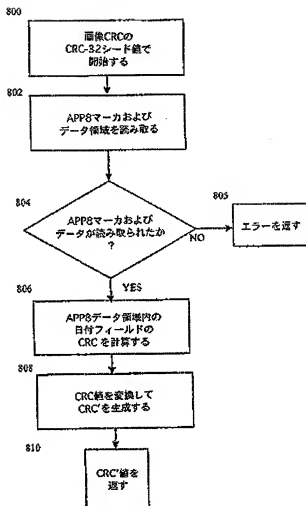 800
画像CRCの
CRC-32シード値で
開始する
802
APP8マーカおよび
データ領域を読み取る
804
APP8マーカおよび
データが読み取られたか
?
NO
805
エラーを返す
YES
806
APP8データ領域内の
日付フィールドの
CRC を計算する
808
CRC値を変換して
CRC'を生成する
810
CRC'値を
返す